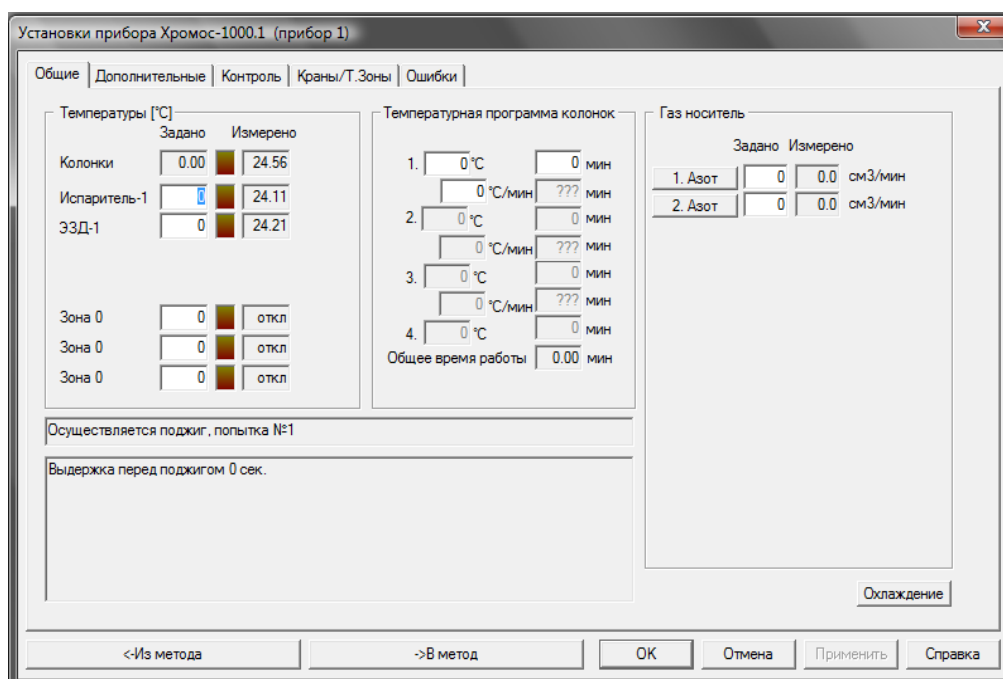 Установки прибора Хромос-1000.1 (прибор 1)
Общие Дополнительные Контроль Краны/Т.Зоны Ошибки
Температуры [°C]
Задано Измерено
Колонки 0.00 24.56
Испаритель-1 0 24.11
ЭЗД-1 0 24.21
Зона 0 0 откл
Зона 0 0 откл
Зона 0 0 откл
Температурная программа колонок
1. 0 °C 0 мин
0 °C/мин ??? мин
2. 0 °C 0 мин
0 °C/мин ??? мин
3. 0 °C 0 мин
0 °C/мин ??? мин
4. 0 °C 0 мин
Общее время работы 0.00 мин
Газ носитель
Задано Измерено
1. Азот 0 0.0 см3/мин
2. Азот 0 0.0 см3/мин
Осуществляется поджиг, попытка №1
Выдержка перед поджигом 0 сек.
Охлаждение
<-Из метода ->В метод OK Отмена Применить Справка